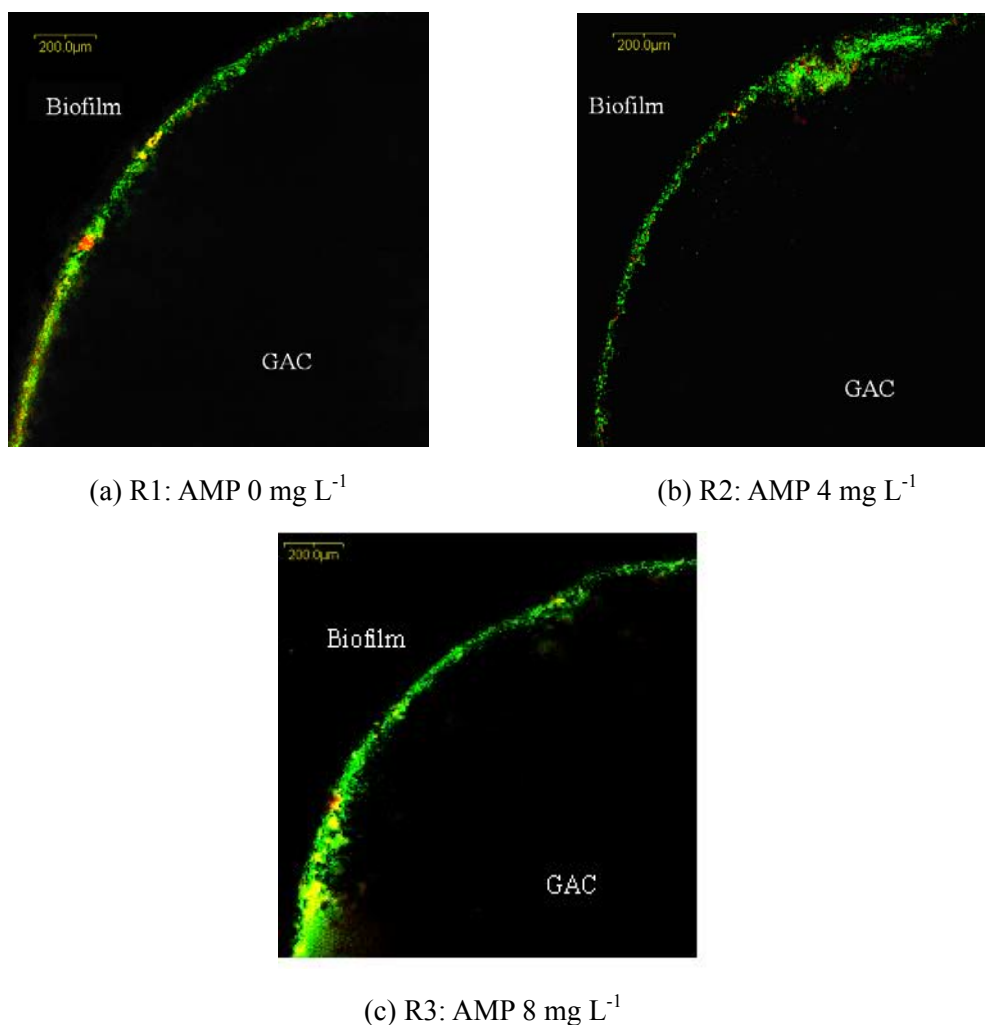 200.0μm
Biofilm
GAC
(a) R1: AMP 0 mg L-1
200.0μm
Biofilm
GAC
(b) R2: AMP 4 mg L-1
200.0μm
Biofilm
GAC
(c) R3: AMP 8 mg L-1